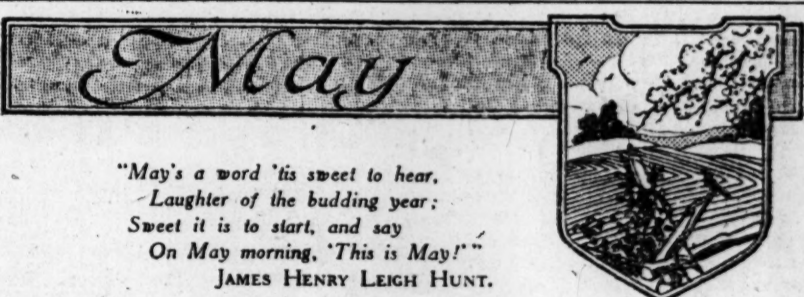 May
"May's a word 'tis sweet to hear,
Laughter of the budding year;
Sweet it is to start, and say
On May morning, 'This is May!'"
JAMES HENRY LEIGH HUNT.